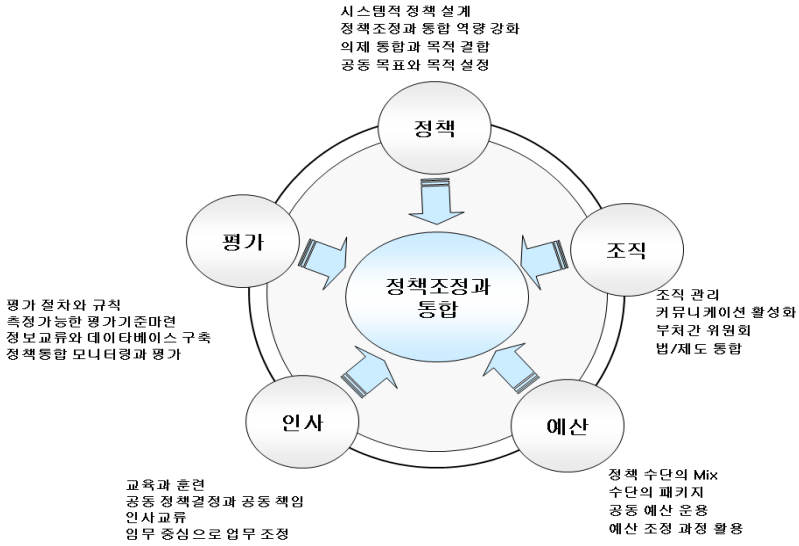 시스템적 정책 설계
정책조정과 통합 역량 강화
의제 통합과 목적 결합
공동 목표와 목적 설정
정책
평가
조직
정책조정과
통합
평가 절차와 규칙
측정가능한 평가기준마련
정보교류와 데이타베이스 구축
정책통합 모니터링과 평가
조직 관리
커뮤니케이션 활성화
부처간 위원회
법/제도 통합
인사
예산
교육과 훈련
공동 정책결정과 공동 책임
인사교류
임무 중심으로 업무 조정
정책 수단의 Mix
수단의 패키지
공동 예산 운용
예산 조정 과정 활용